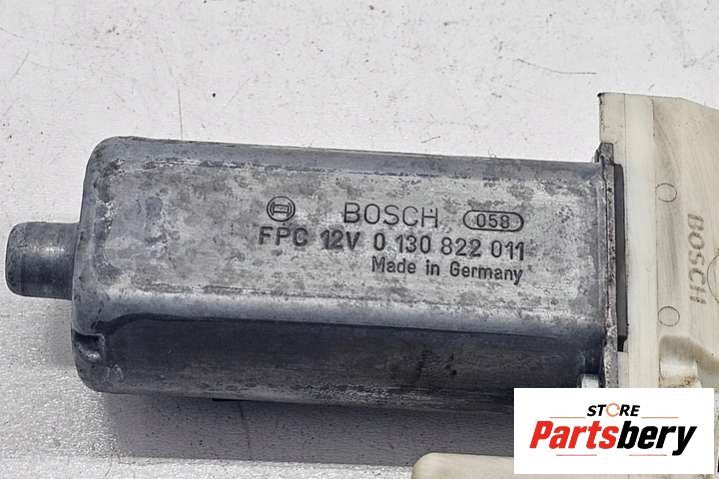 BOSCH 058
FPC 12V 0 130 822 011
Made in Germany
BOSCH
STORE
Partsbery